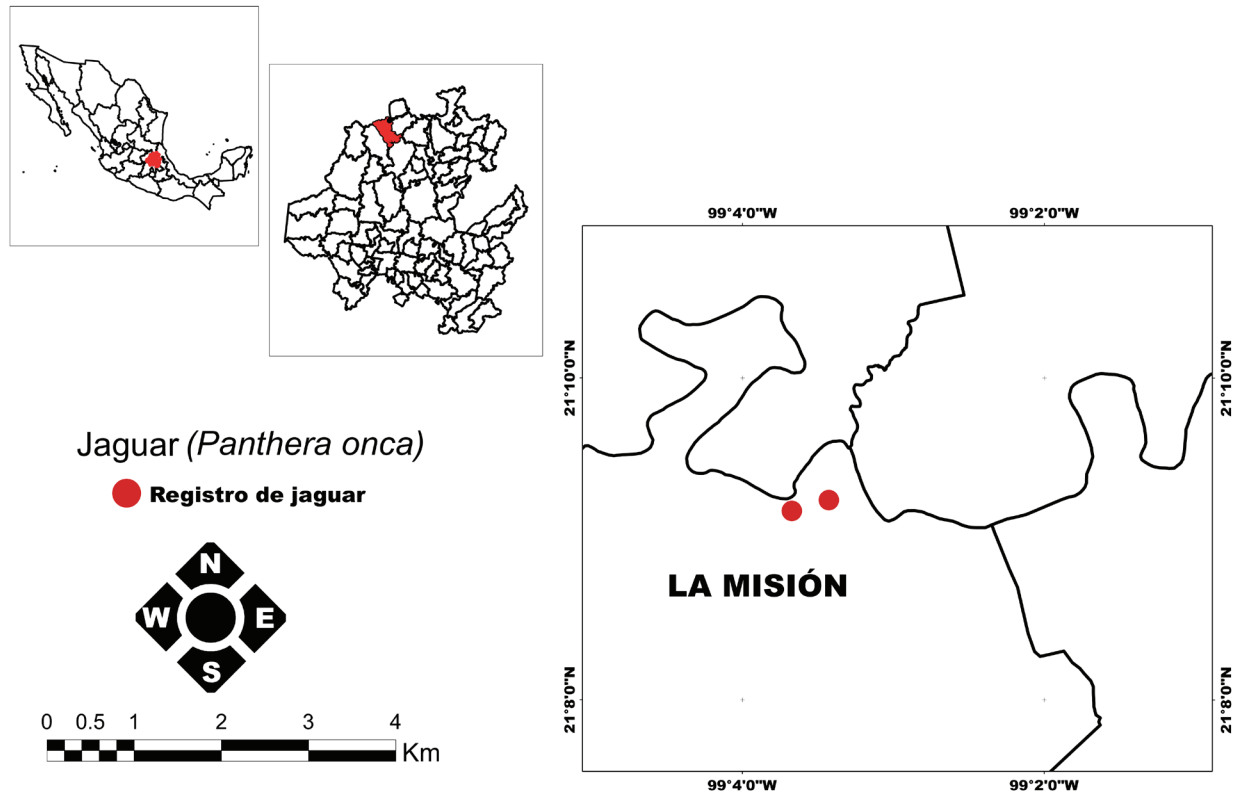 99°4'0"W 99°2'0"W
21°10'0"N 21°10'0"N
Jaguar (Panthera onca)
Registro de jaguar
N
W E
S
LA MISIÓN
21°8'0"N
0 0.5 1 2 3 4
Km
99°4'0"W 99°2'0"W
21°8'0"N